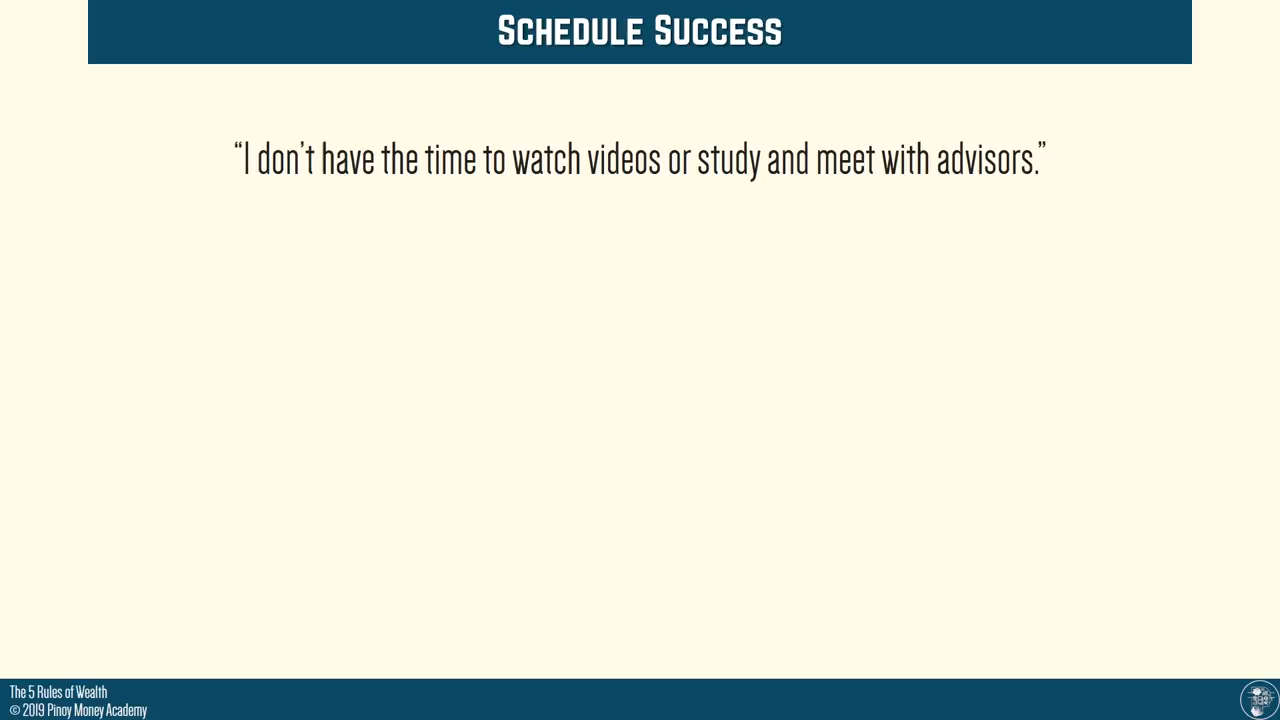 SCHEDULE SUCCESS
“I don’t have the time to watch videos or study and meet with advisors.”
The 5 Rules of Wealth
© 2019 Pinoy Money Academy